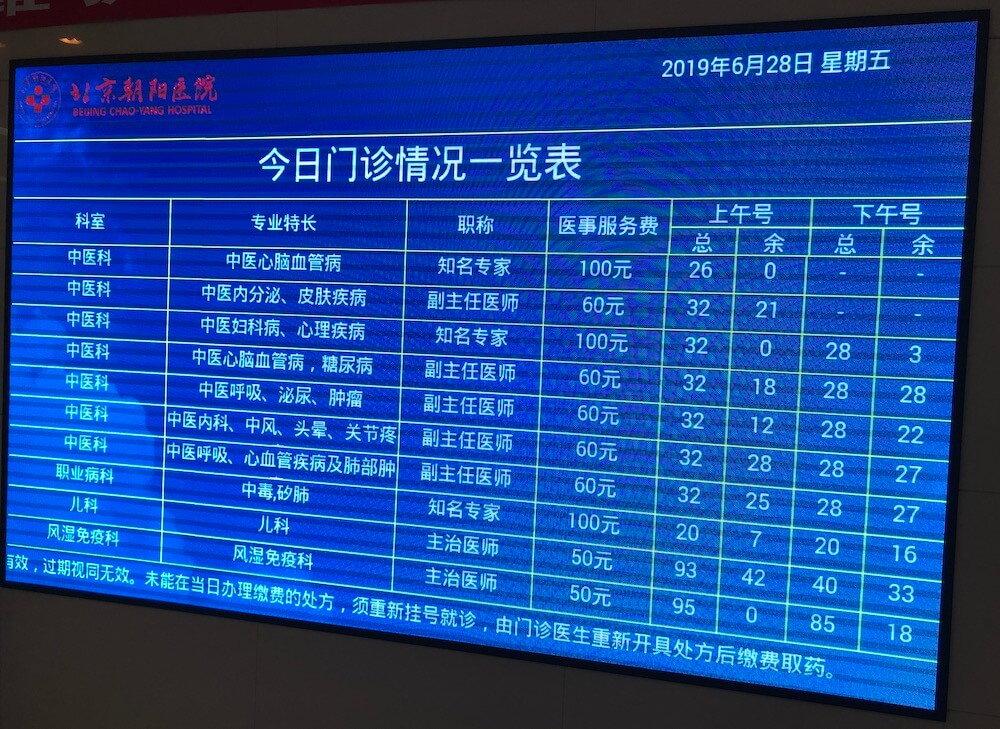 2019年6月28日 星期五
北京朝阳医院
BEIJING CHAO-YANG HOSPITAL
今日门诊情况一览表
科室 专业特长 职称 医事服务费 上午号 下午号
总 余 总 余
中医科 中医心脑血管病 知名专家 100元 26 0 - -
中医科 中医内分泌、皮肤疾病 副主任医师 60元 32 21 - -
中医科 中医妇科病、心理疾病 知名专家 100元 32 0 28 3
中医科 中医心脑血管病，糖尿病 副主任医师 60元 32 18 28 28
中医科 中医呼吸、泌尿、肿瘤 副主任医师 60元 32 12 28 22
中医科 中医内科、中风、头晕、关节疼 副主任医师 60元 32 28 28 27
中医科 中医呼吸、心血管疾病及肺部肿 副主任医师 60元 32 25 28 27
职业病科 中毒,矽肺 知名专家 100元 20 7 20 16
儿科 儿科 主治医师 50元 93 42 40 33
风湿免疫科 风湿免疫科 主治医师 50元 95 0 85 18
有效，过期视同无效。未能在当日办理缴费的处方，须重新挂号就诊，由门诊医生重新开具处方后缴费取药。